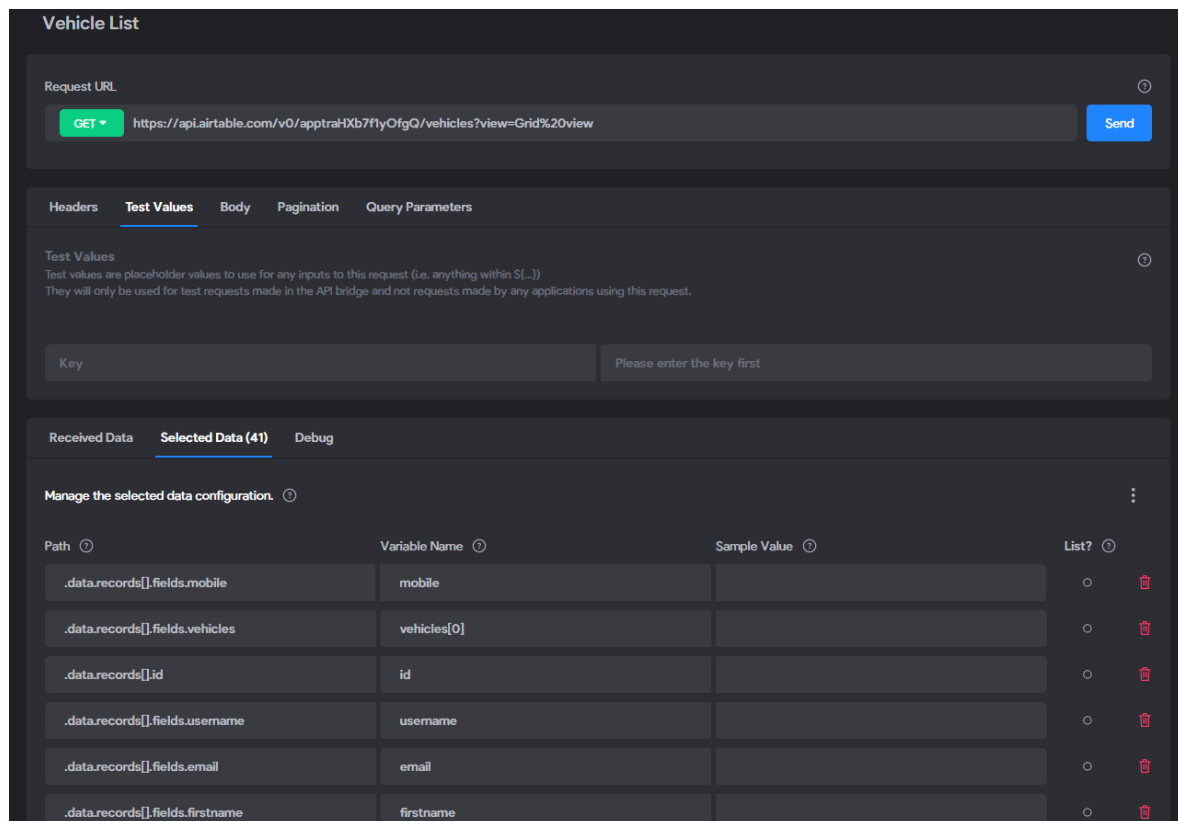 Vehicle List
Request URL
GET https://api.airtable.com/v0/apptraHXb7f1yOfgQ/vehicles?view=Grid%20view Send
Headers Test Values Body Pagination Query Parameters
Test Values
Test values are placeholder values to use for any inputs to this request (i.e. anything within ${...})
They will only be used for test requests made in the API bridge and not requests made by any applications using this request.
Key Please enter the key first
Received Data Selected Data (41) Debug
Manage the selected data configuration.
Path Variable Name Sample Value List?
.data.records[].fields.mobile mobile
.data.records[].fields.vehicles vehicles[0]
.data.records[].id id
.data.records[].fields.username username
.data.records[].fields.email email
.data.records[].fields.firstname firstname